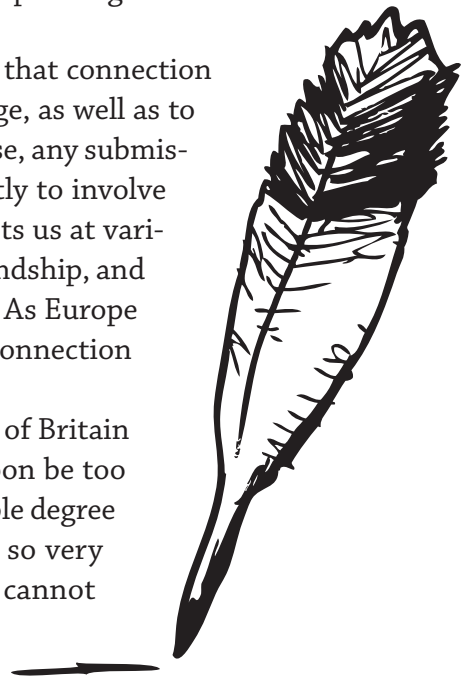 that connection
ge, as well as to
se, any submis-
tly to involve
ts us at vari-
ndship, and
As Europe
onnection
of Britain
on be too
le degree
so very
cannot